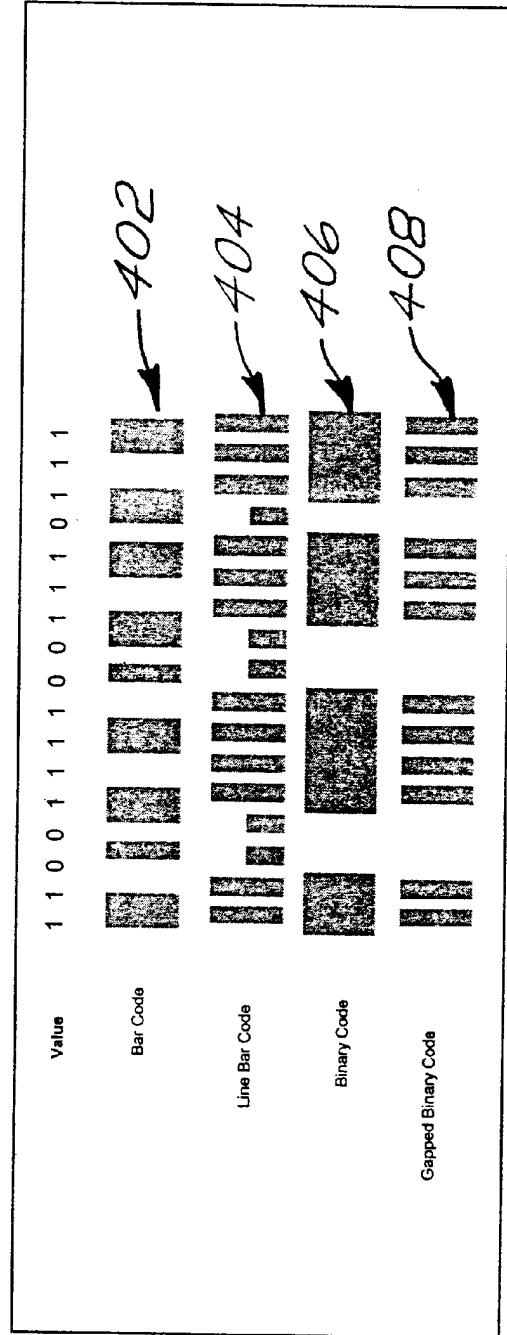 Value 1 1 0 0 1 1 1 1 0 0 1 1 1 0 1 1 1
Bar Code 402
Line Bar Code 404
Binary Code 406
Gapped Binary Code 408